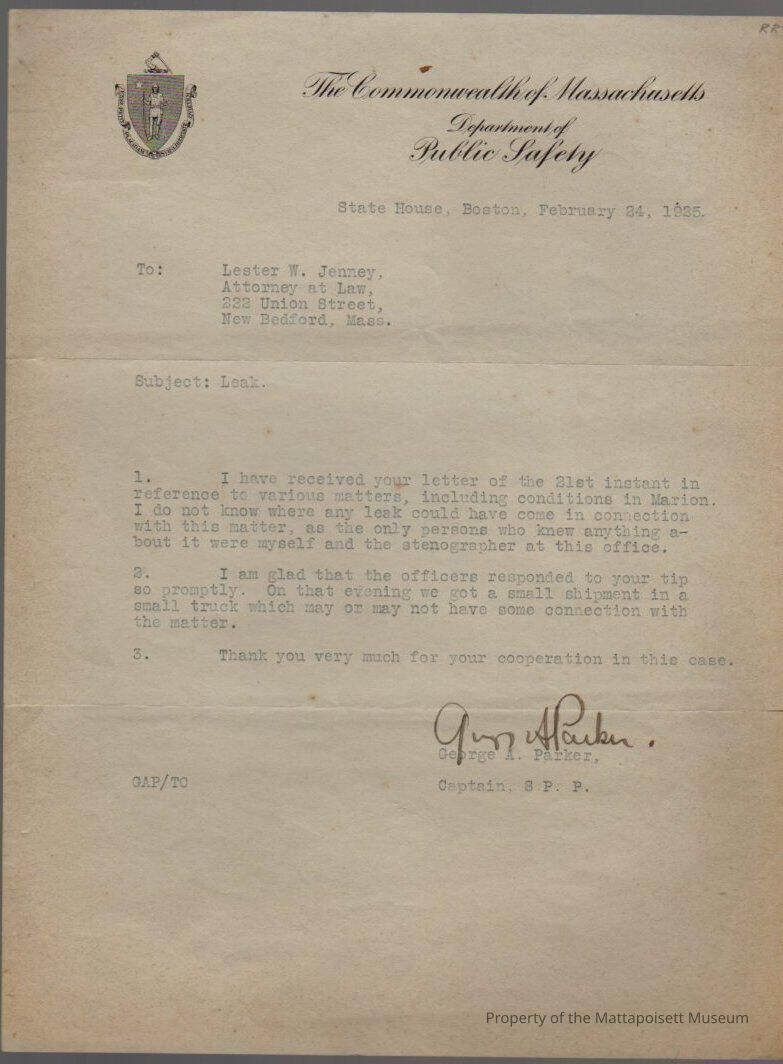 The Commonwealth of Massachusetts
Department of
Public Safety
State House, Boston, February 24, 1925.
To: Lester W. Jenney,
Attorney at Law,
222 Union Street,
New Bedford, Mass.
Subject: Leak.
1. I have received your letter of the 21st instant in
reference to various matters, including conditions in Marion.
I do not know where any leak could have come in connection
with this matter, as the only persons who knew anything a-
bout it were myself and the stenographer at this office.
2. I am glad that the officers responded to your tip
so promptly. On that evening we got a small shipment in a
small truck which may or may not have some connection with
the matter.
3. Thank you very much for your cooperation in this case.
George A. Parker.
George A. Parker,
GAP/TC Captain, S P. P.
Property of the Mattapoisett Museum